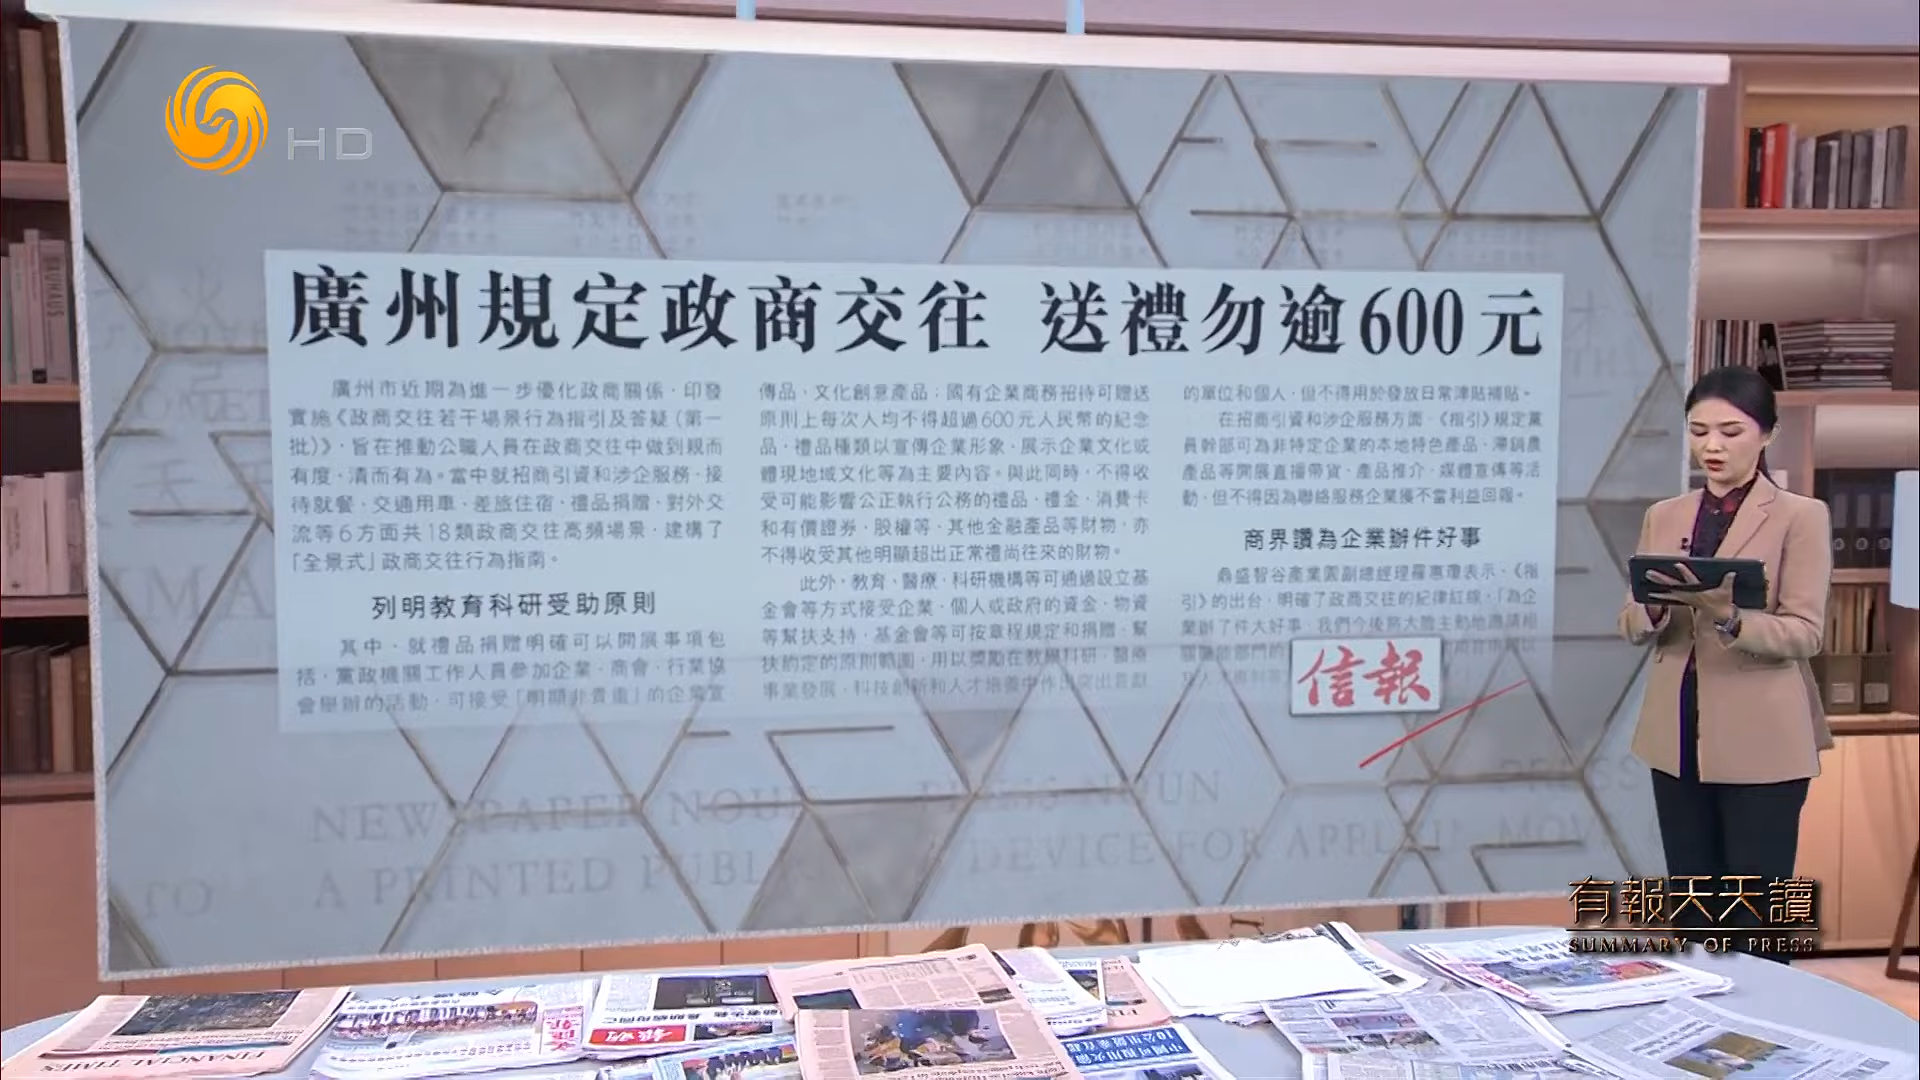 HD
廣州規定政商交往 送禮勿逾600元
廣州市近期為進一步優化政商關係，印發
實施《政商交往若干場景行為指引及答疑（第一
批）》，旨在推動公職人員在政商交往中做到親而
有度、清而有為。當中就招商引資和涉企服務、接
待就餐、交通用車、差旅住宿、禮品捐贈、對外交
流等6方面共18類政商交往高頻場景，建構了
「全景式」政商交往行為指南。
列明教育科研受助原則
其中，就禮品捐贈明確可以開展事項包
括，黨政機關工作人員參加企業、商會、行業協
會舉辦的活動，可接受「明顯非貴重」的企業宣
傳品、文化創意產品；國有企業商務招待可贈送
原則上每次人均不得超過600元人民幣的紀念
品，禮品種類以宣傳企業形象、展示企業文化或
體現地域文化等為主要內容。與此同時，不得收
受可能影響公正執行公務的禮品、禮金、消費卡
和有價證券、股權等、其他金融產品等財物，亦
不得收受其他明顯超出正常禮尚往來的財物。
此外，教育、醫療、科研機構等可通過設立基
金會等方式接受企業、個人或政府的資金、物資
等幫扶支持，基金會等可按章程規定和捐贈、幫
扶約定的原則範圍，用以獎勵在教學科研、醫療
事業發展、科技創新和人才培養中作出突出貢獻
的單位和個人，但不得用於發放日常津貼補貼。
在招商引資和涉企服務方面，《指引》規定黨
員幹部可為非特定企業的本地特色產品、滯銷農
產品等開展直播帶貨、產品推介、媒體宣傳等活
動，但不得因為聯絡服務企業獲不當利益回報。
商界讚為企業辦件好事
鼎盛智谷產業園副總經理羅惠瓊表示，《指
引》的出台，明確了政商交往的紀律紅線，「為企
業辦了件大好事，我們今後將大膽主動地邀請相
信報
NEWSPAPER NOUN
A PRINTED
A DEVICE FOR
有報天天讀
SUMMARY OF PRESS
FINANCIAL TIMES